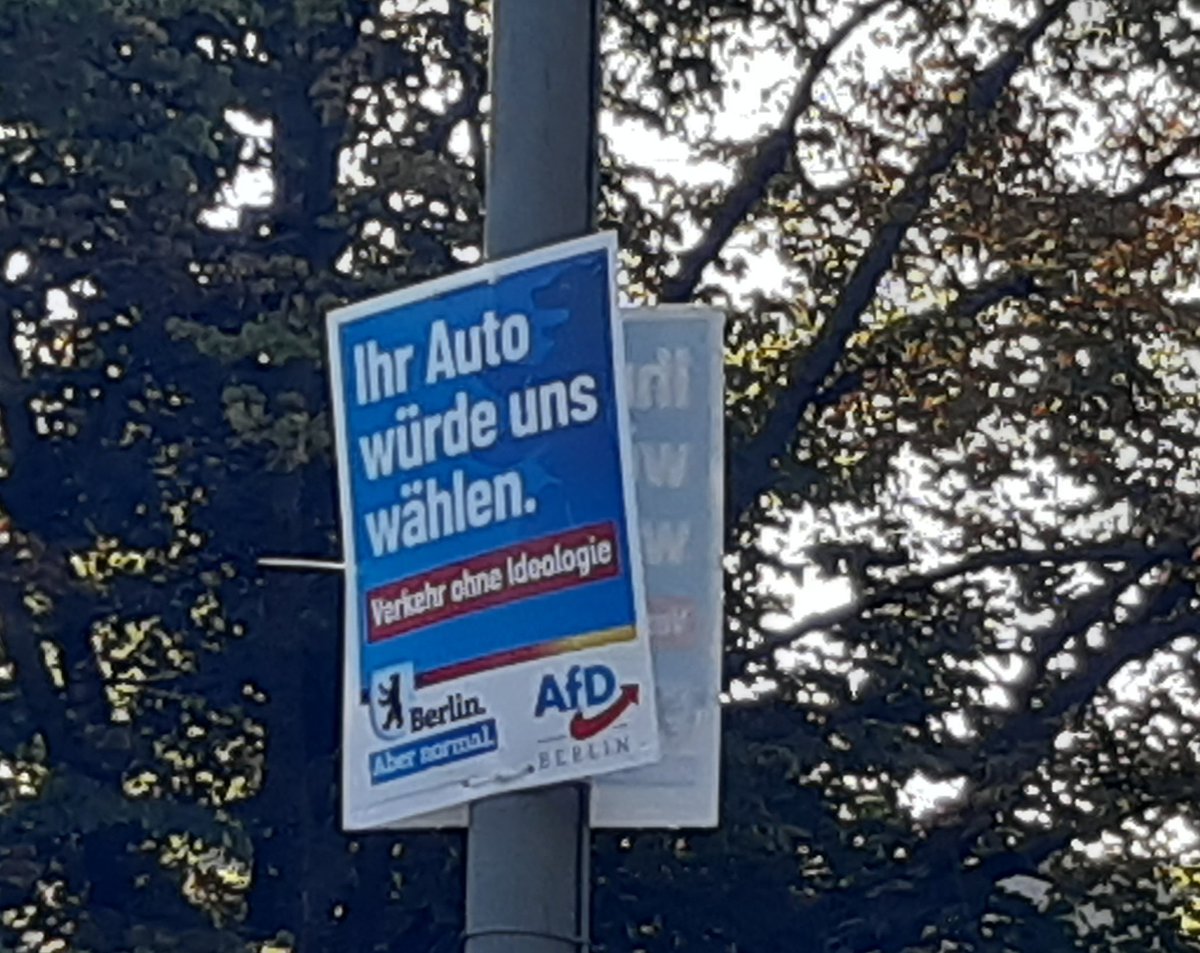 Ihr Auto
würde uns
wählen.
Verkehr ohne Ideologie
Berlin.
Aber normal.
AfD
BERLIN